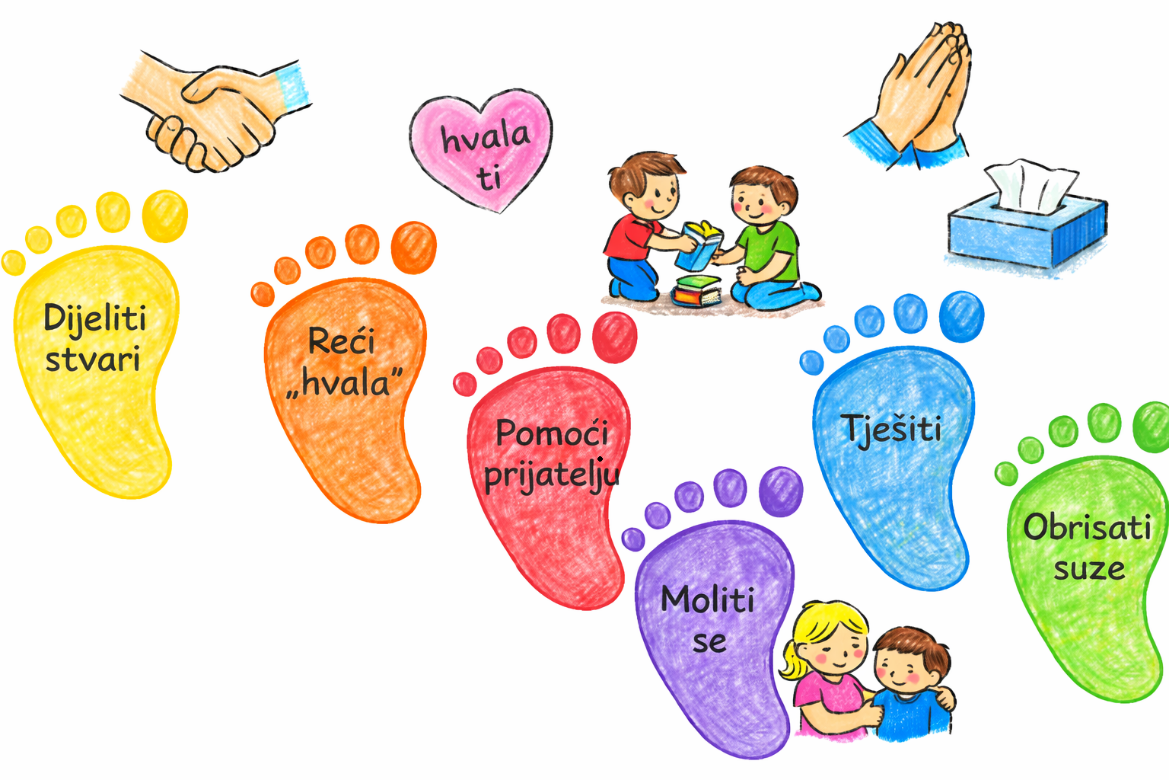 hvala
ti
Dijeliti
stvari
Reći
„hvala”
Pomoći
prijatelju
Tješiti
Moliti
se
Obrisati
suze